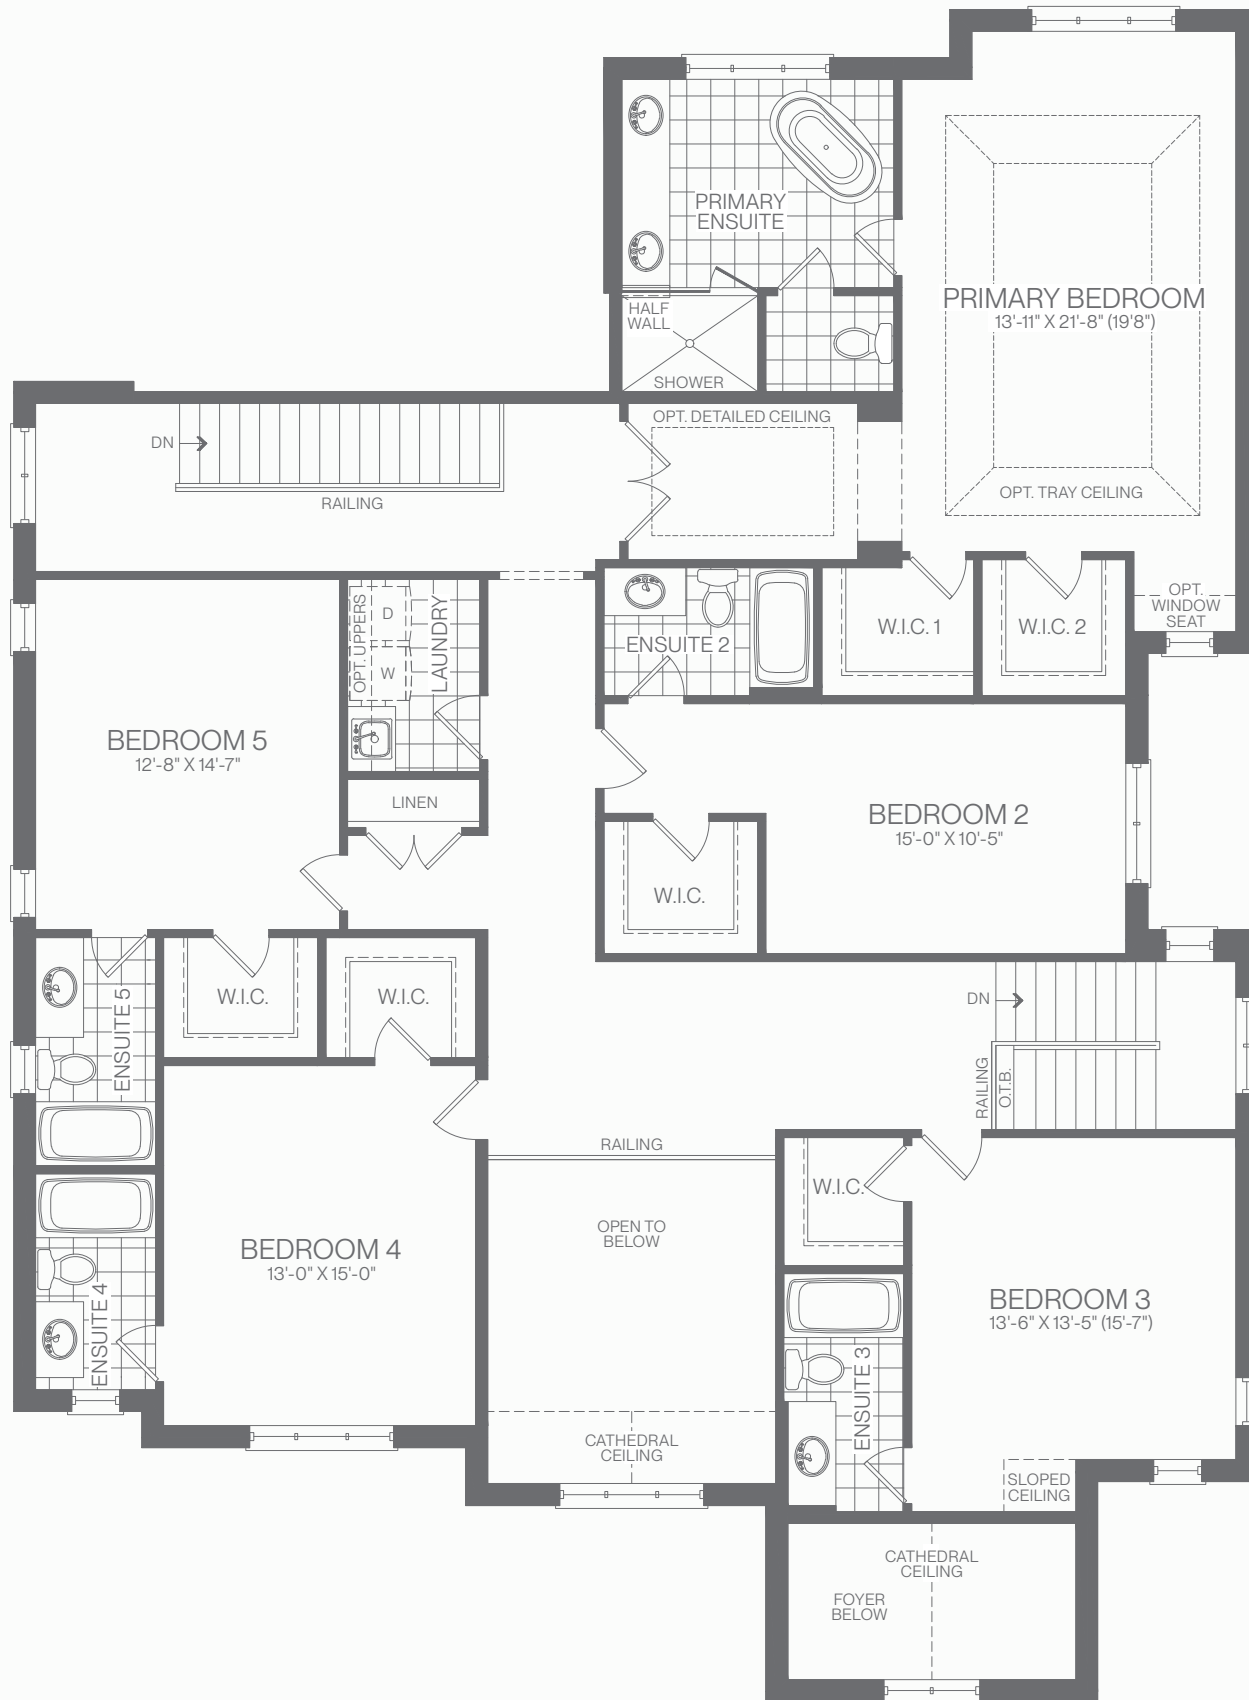 PRIMARY
ENSUITE
PRIMARY BEDROOM
13'-11" X 21'-8" (19'8")
HALF
WALL
SHOWER
OPT. DETAILED CEILING
DN
RAILING
OPT. TRAY CEILING
OPT.
WINDOW
SEAT
OPT. UPPERS
D
W
LAUNDRY
ENSUITE 2
W.I.C. 1
W.I.C. 2
BEDROOM 5
12'-8" X 14'-7"
LINEN
BEDROOM 2
15'-0" X 10'-5"
W.I.C.
W.I.C.
W.I.C.
ENSUITE 5
DN
RAILING
O.T.B.
RAILING
W.I.C.
OPEN TO
BELOW
BEDROOM 4
13'-0" X 15'-0"
ENSUITE 4
BEDROOM 3
13'-6" X 13'-5" (15'-7")
ENSUITE 3
CATHEDRAL
CEILING
SLOPED
CEILING
CATHEDRAL
CEILING
FOYER
BELOW